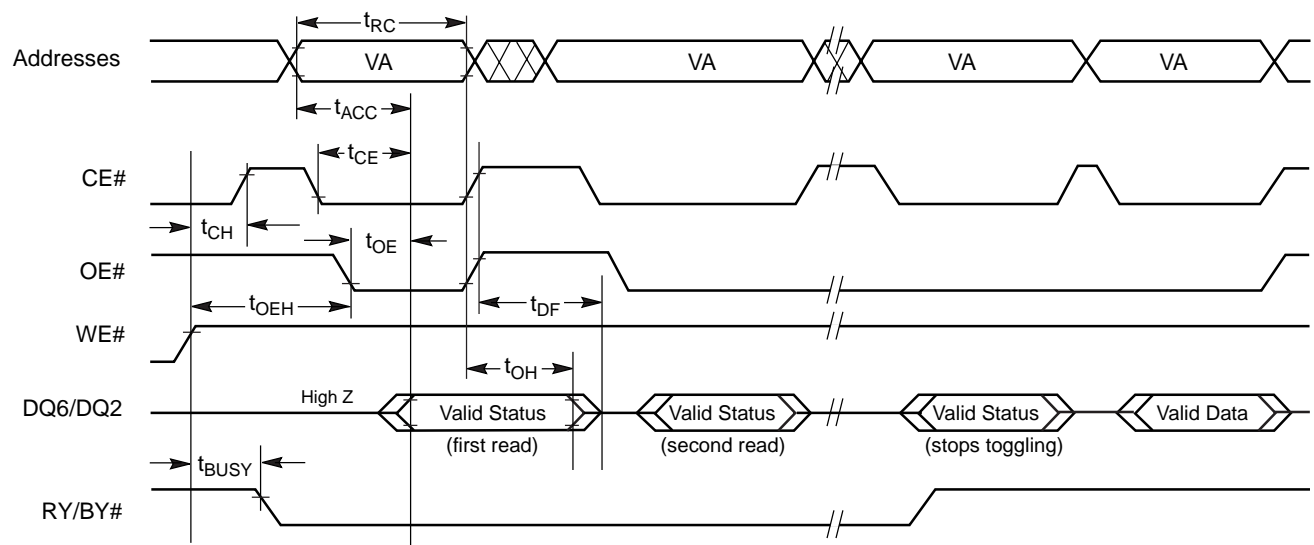 tRC
Addresses
VA
VA
VA
VA
tACC
tCE
CE#
tCH
tOE
OE#
tOEH
tDF
WE#
tOH
High Z
DQ6/DQ2
Valid Status
Valid Status
Valid Status
Valid Data
(first read)
(second read)
(stops toggling)
tBUSY
RY/BY#